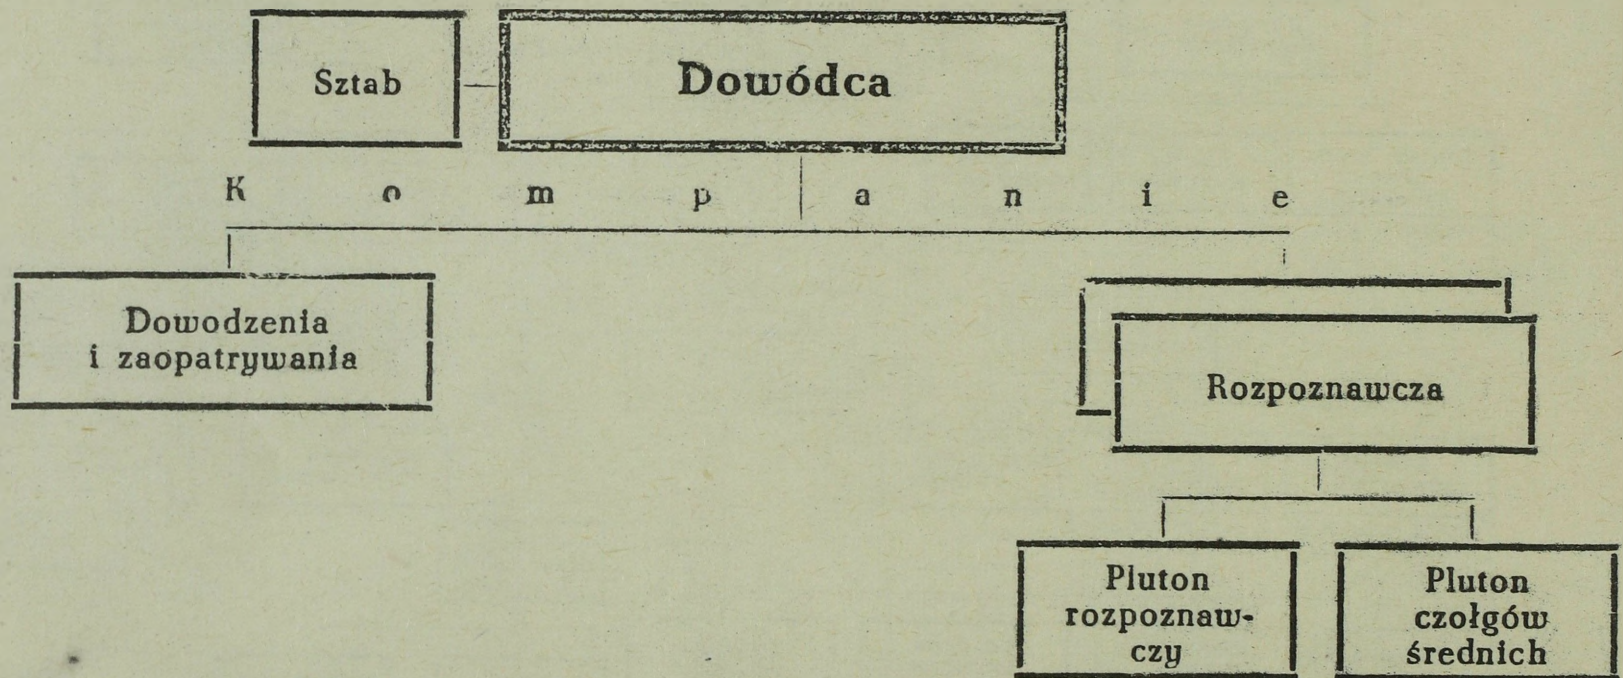 Sztab
Dowódca
K o m p a n i e
Dowodzenia
i zaopatrywania
Rozpoznawcza
Pluton
rozpoznaw-
czy
Pluton
czołgów
średnich